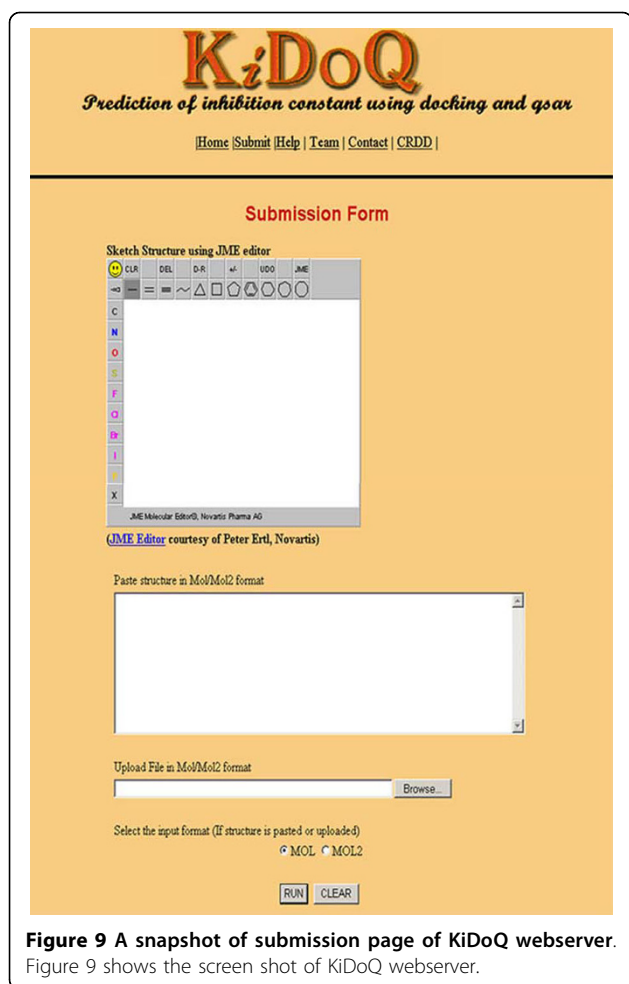 KiDoQ
Prediction of inhibition constant using docking and qsar
|Home |Submit |Help | Team | Contact | CRDD |
Submission Form
Sketch Structure using JME editor
CLR DEL D-R +/- UDO JME
C
N
O
S
F
Cl
Br
I
X
JME Molecular Editor©, Novartis Pharma AG
(JME Editor courtesy of Peter Ertl, Novartis)
Paste structure in Mol/Mol2 format
Upload File in Mol/Mol2 format
Browse...
Select the input format (If structure is pasted or uploaded)
MOL MOL2
RUN CLEAR
Figure 9 A snapshot of submission page of KiDoQ webserver.
Figure 9 shows the screen shot of KiDoQ webserver.